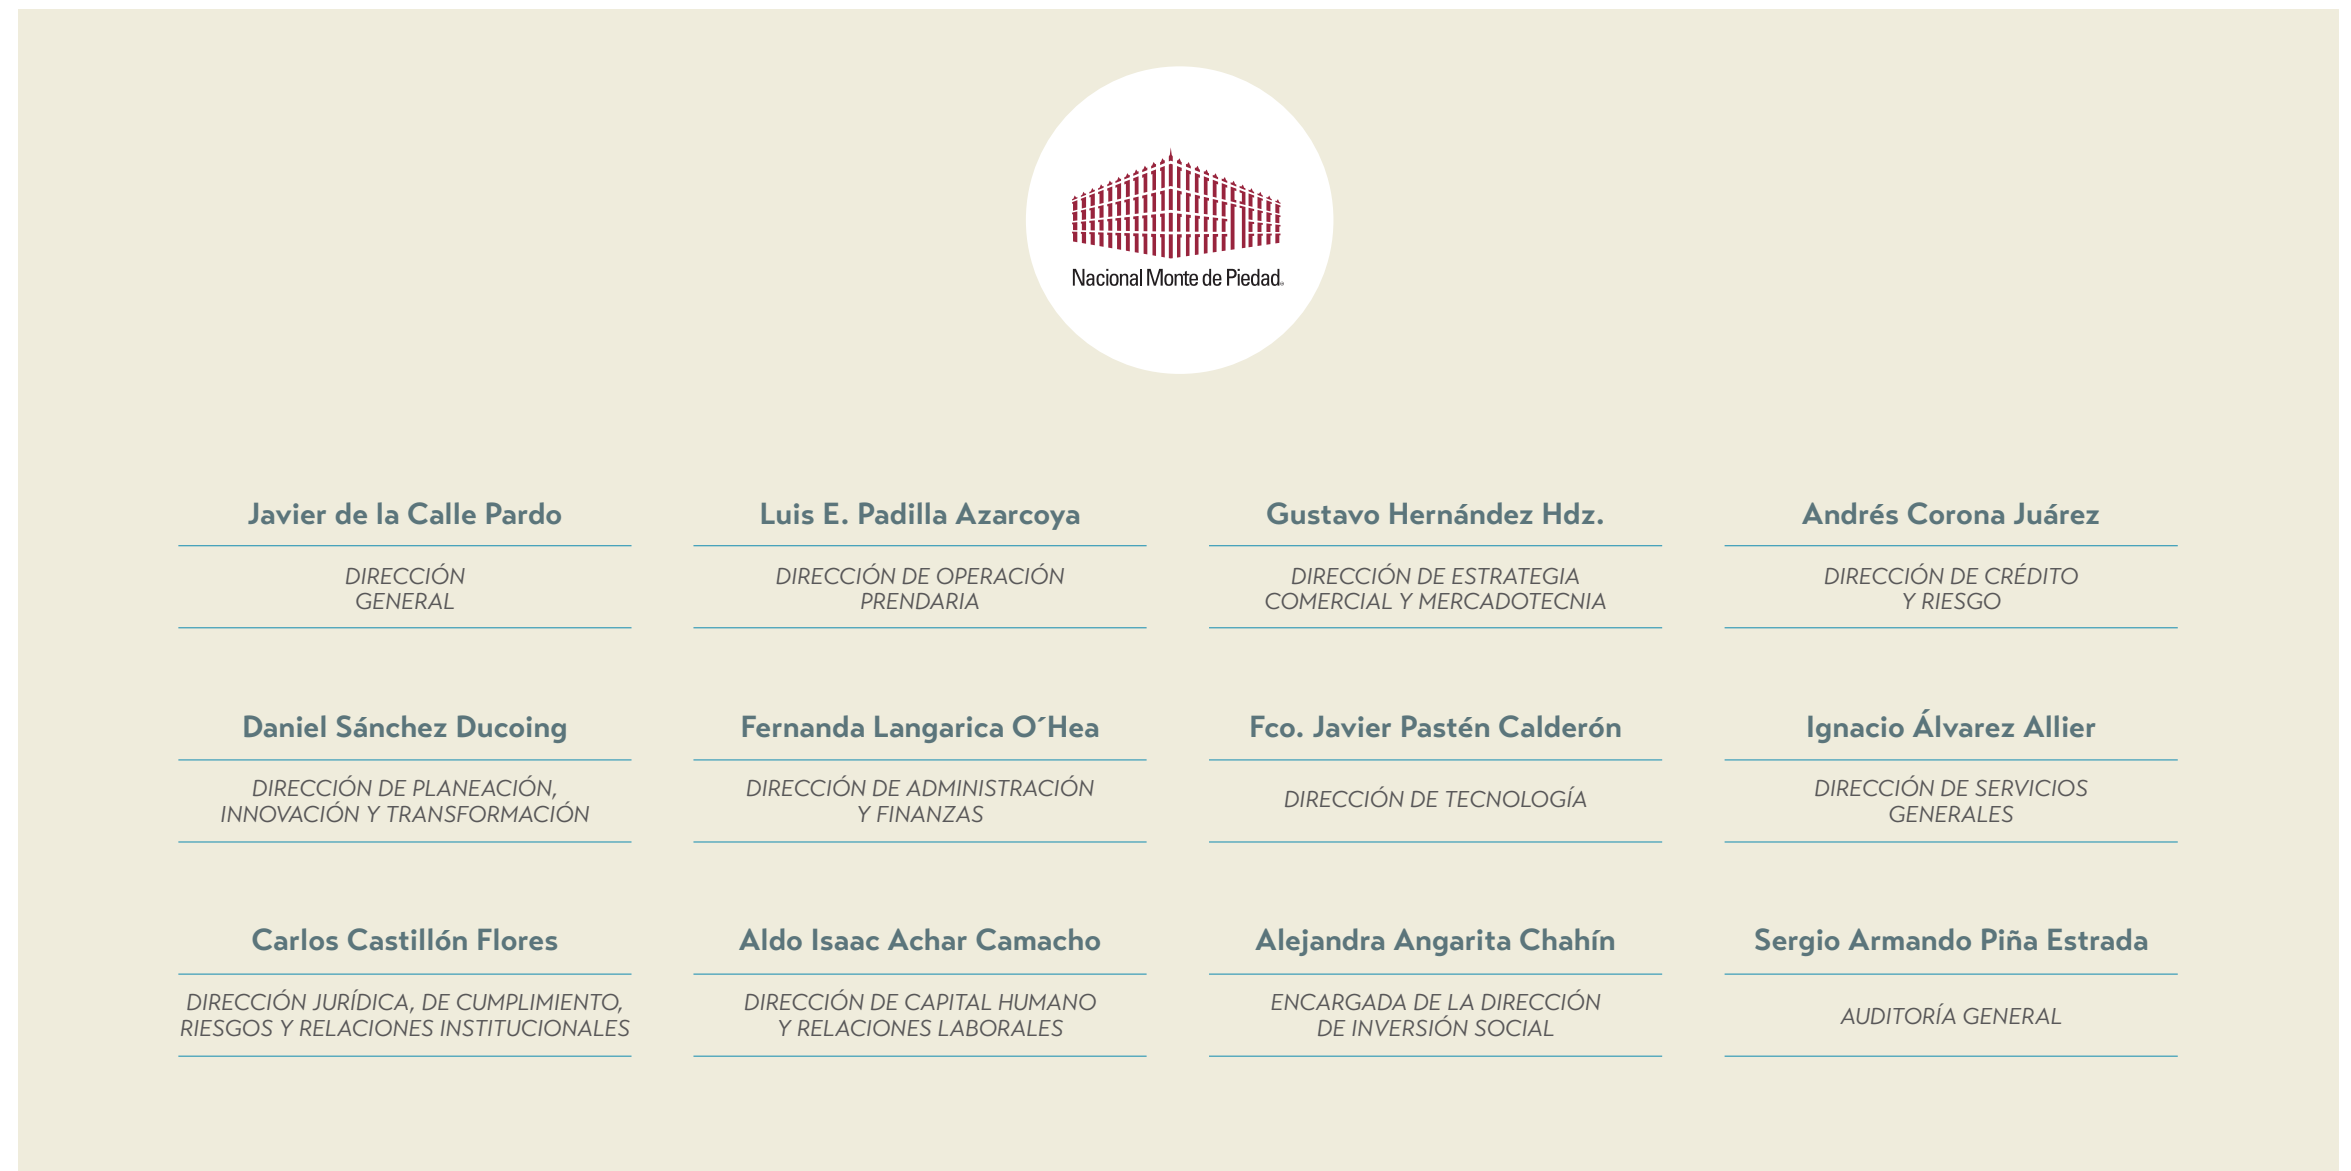 Nacional Monte de Piedad®
Javier de la Calle Pardo
DIRECCIÓN
GENERAL
Luis E. Padilla Azarcoya
DIRECCIÓN DE OPERACIÓN
PRENDARIA
Gustavo Hernández Hdz.
DIRECCIÓN DE ESTRATEGIA
COMERCIAL Y MERCADOTECNIA
Andrés Corona Juárez
DIRECCIÓN DE CRÉDITO
Y RIESGO
Daniel Sánchez Ducoing
DIRECCIÓN DE PLANEACIÓN,
INNOVACIÓN Y TRANSFORMACIÓN
Fernanda Langarica O´Hea
DIRECCIÓN DE ADMINISTRACIÓN
Y FINANZAS
Fco. Javier Pastén Calderón
DIRECCIÓN DE TECNOLOGÍA
Ignacio Álvarez Allier
DIRECCIÓN DE SERVICIOS
GENERALES
Carlos Castillón Flores
DIRECCIÓN JURÍDICA, DE CUMPLIMIENTO,
RIESGOS Y RELACIONES INSTITUCIONALES
Aldo Isaac Achar Camacho
DIRECCIÓN DE CAPITAL HUMANO
Y RELACIONES LABORALES
Alejandra Angarita Chahín
ENCARGADA DE LA DIRECCIÓN
DE INVERSIÓN SOCIAL
Sergio Armando Piña Estrada
AUDITORÍA GENERAL